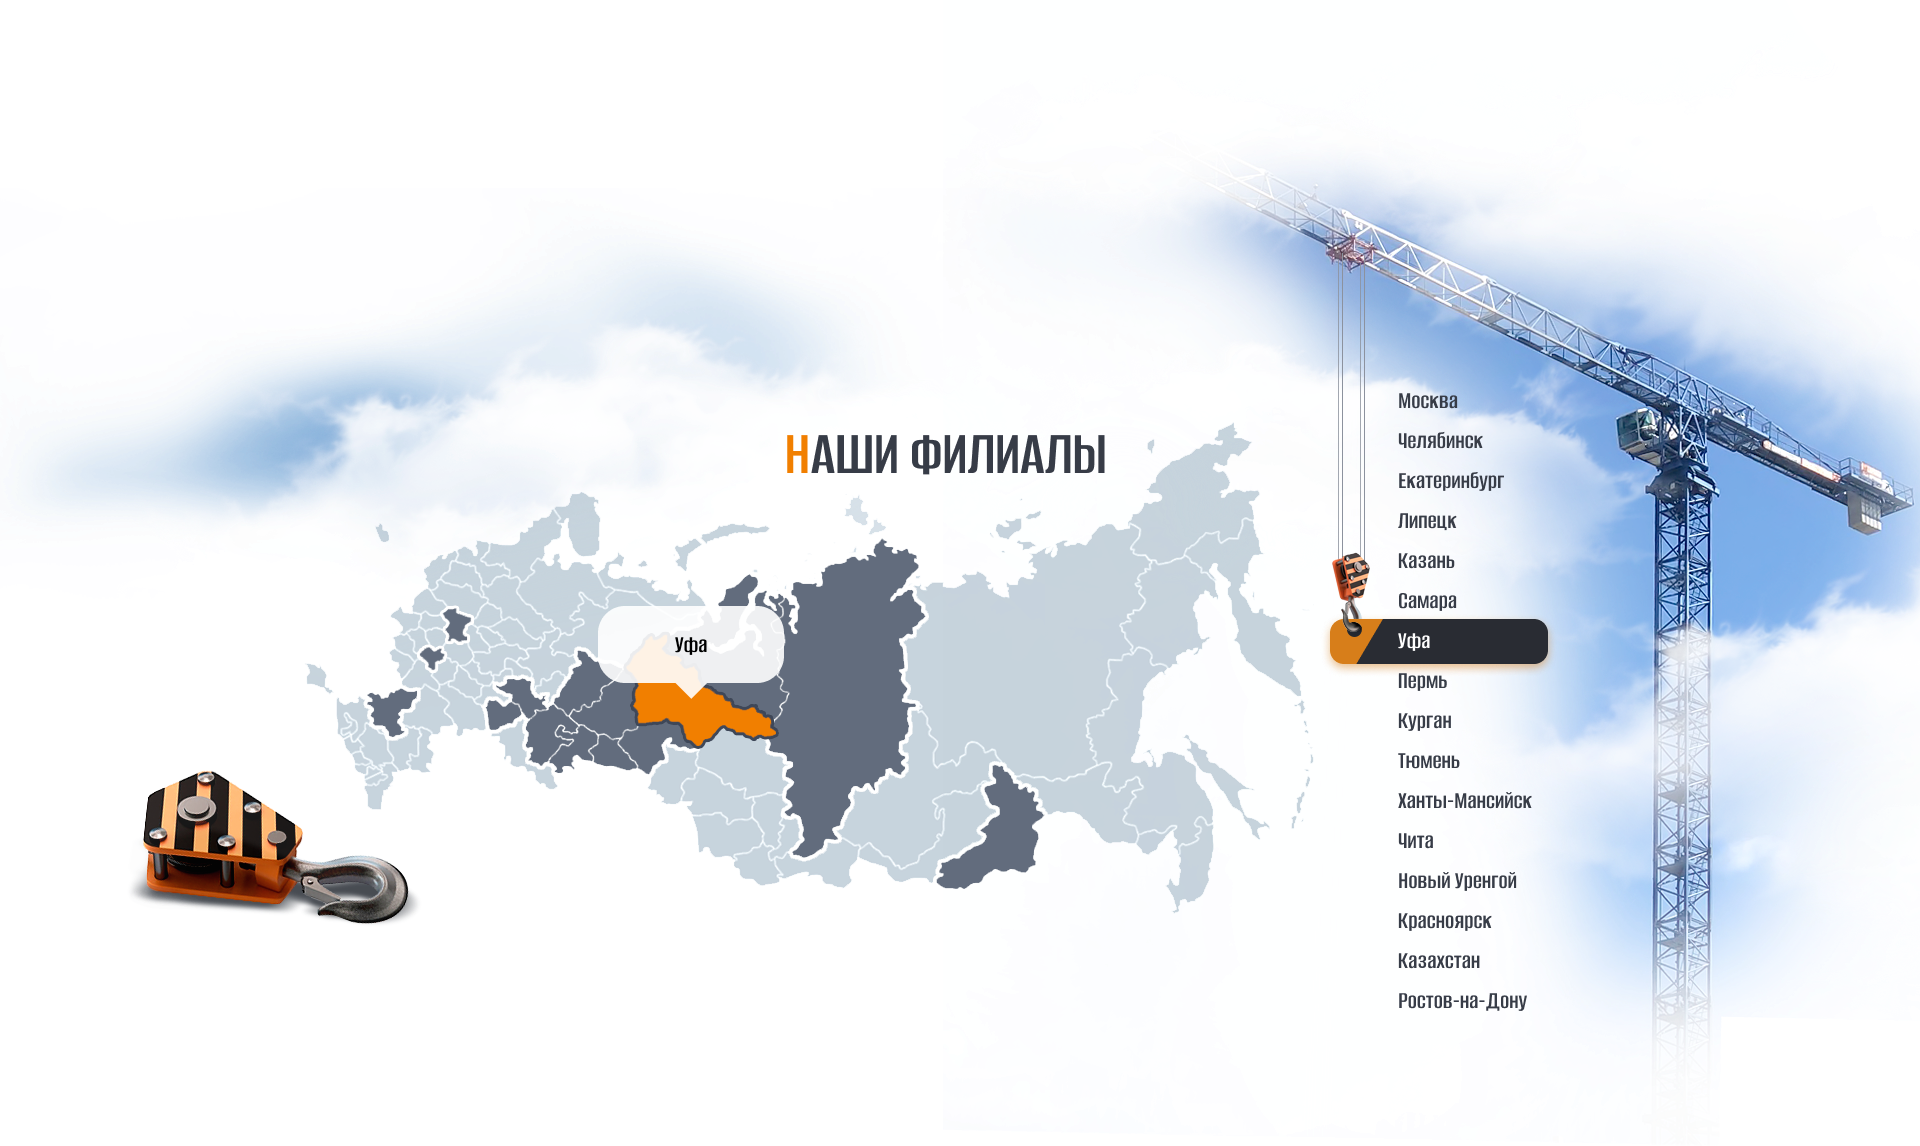 НАШИ ФИЛИАЛЫ
Уфа
Москва
Челябинск
Екатеринбург
Липецк
Казань
Самара
Уфа
Пермь
Курган
Тюмень
Ханты-Мансийск
Чита
Новый Уренгой
Красноярск
Казахстан
Ростов-на-Дону